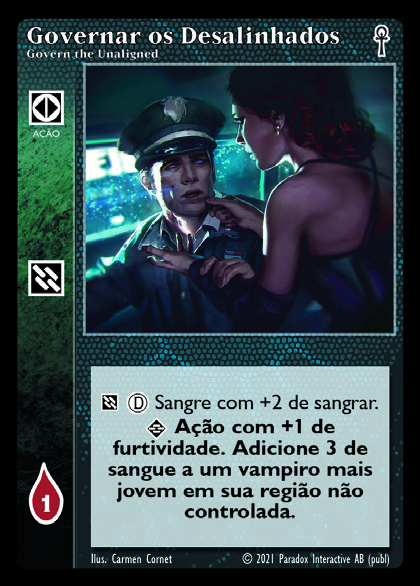 Governar os Desalinhados
Govern the Unaligned
AÇÃO
D Sangre com +2 de sangrar.
Ação com +1 de
furtividade. Adicione 3 de
sangue a um vampiro mais
jovem em sua região não
controlada.
1
Ilus. Carmen Cornet
© 2021 Paradox Interactive AB (publ)